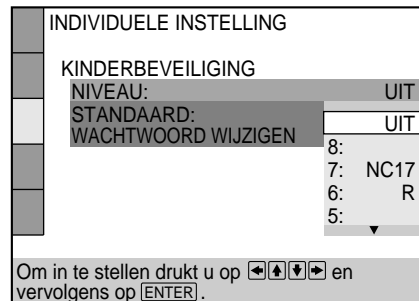 INDIVIDUELE INSTELLING
KINDERBEVEILIGING
NIVEAU: UIT
STANDAARD: UIT
WACHTWOORD WIJZIGEN
8:
7: NC17
6: R
5:
Om in te stellen drukt u op en
vervolgens op ENTER.